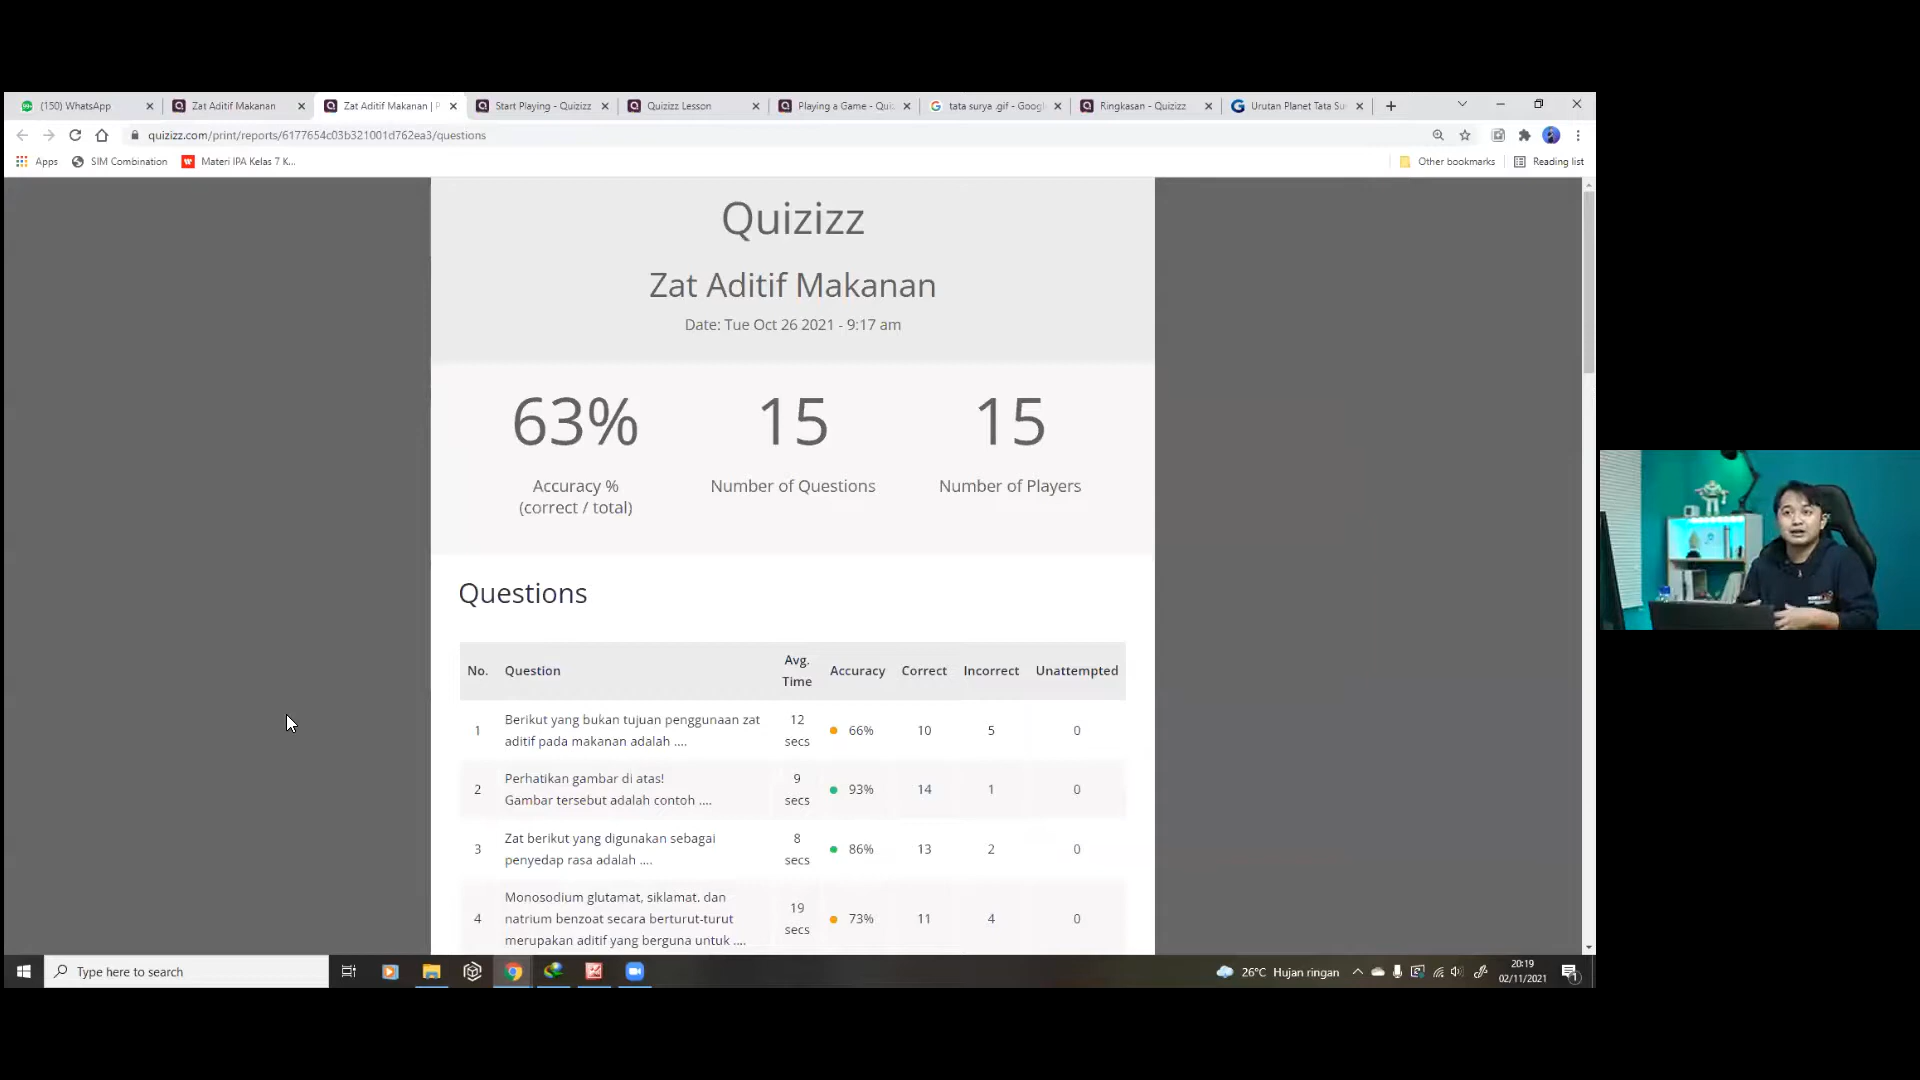 (150) WhatsApp
Zat Aditif Makanan
Zat Aditif Makanan | P
Start Playing - Quizizz
Quizizz Lesson
Playing a Game - Quiz
tata surya .gif - Google
Ringkasan - Quizizz
Urutan Planet Tata Su
quizizz.com/print/reports/6177654c03b321001d762ea3/questions
Apps
SIM Combination
Materi IPA Kelas 7 K...
Other bookmarks
Reading list
Quizizz
Zat Aditif Makanan
Date: Tue Oct 26 2021 - 9:17 am
63% 15 15
Accuracy % Number of Questions Number of Players
(correct / total)
Questions
No. Question Avg. Time Accuracy Correct Incorrect Unattempted
1 Berikut yang bukan tujuan penggunaan zat 12
aditif pada makanan adalah .... secs 66% 10 5 0
2 Perhatikan gambar di atas! 9
Gambar tersebut adalah contoh .... secs 93% 14 1 0
3 Zat berikut yang digunakan sebagai 8
penyedap rasa adalah .... secs 86% 13 2 0
Monosodium glutamat, siklamat. dan
4 natrium benzoat secara berturut-turut 19 secs 73% 11 4 0
merupakan aditif yang berguna untuk ....
Type here to search
26°C Hujan ringan
20:19
02/11/2021
1